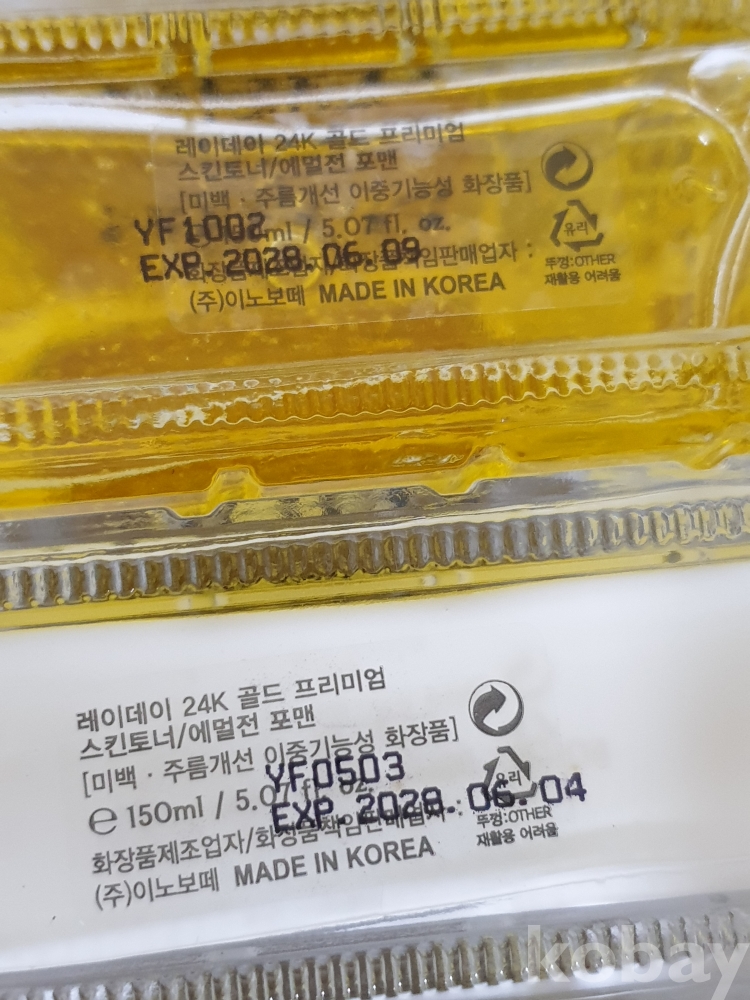 레이데이 24K 골드 프리미엄
스킨토너/에멀전 포맨
[미백 · 주름개선 이중기능성 화장품]
YF1002
ml / 5.07 fl. oz.
EXP. 2028. 06. 09
(주)이노보떼 MADE IN KOREA
유리
뚜껑:OTHER
재활용 어려움
레이데이 24K 골드 프리미엄
스킨토너/에멀전 포맨
[미백 · 주름개선 이중기능성 화장품]
YF0503
℮ 150ml / 5.07 fl. oz.
EXP. 2028. 06. 04
화장품제조업자/화장품책임판매업자 :
(주)이노보떼 MADE IN KOREA
유리
뚜껑:OTHER
재활용 어려움
kobay